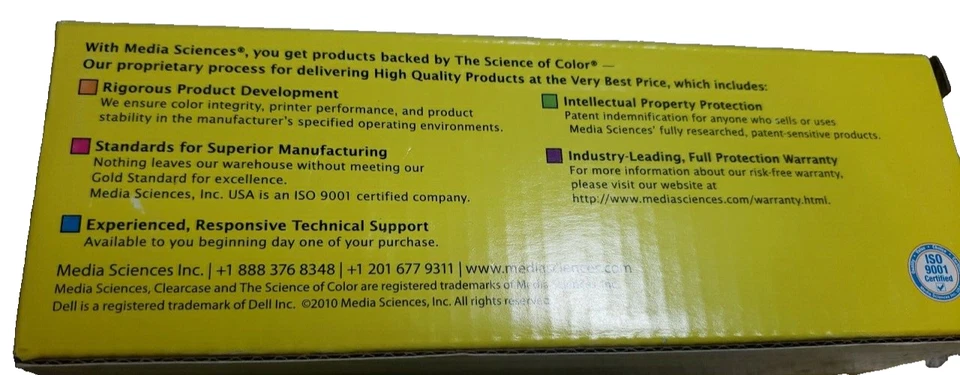 With Media Sciences®, you get products backed by The Science of Color® —
Our proprietary process for delivering High Quality Products at the Very Best Price, which includes:
Rigorous Product Development
We ensure color integrity, printer performance, and product
stability in the manufacturer's specified operating environments.
Standards for Superior Manufacturing
Nothing leaves our warehouse without meeting our
Gold Standard for excellence.
Media Sciences, Inc. USA is an ISO 9001 certified company.
Experienced, Responsive Technical Support
Available to you beginning day one of your purchase.
Intellectual Property Protection
Patent indemnification for anyone who sells or uses
Media Sciences' fully researched, patent-sensitive products.
Industry-Leading, Full Protection Warranty
For more information about our risk-free warranty,
please visit our website at
http://www.mediasciences.com/warranty.html.
Media Sciences Inc. | +1 888 376 8348 | +1 201 677 9311 | www.mediasciences.com
Media Sciences, Clearcase and The Science of Color are registered trademarks of Media Sciences, Inc.
Dell is a registered trademark of Dell Inc. ©2010 Media Sciences, Inc. All rights reserved
ISO
9001
Certified